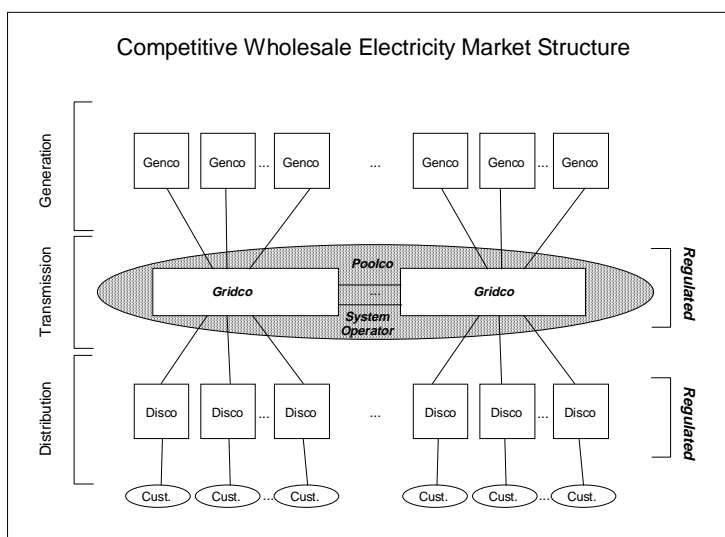 Competitive Wholesale Electricity Market Structure
Generation
Genco Genco ... Genco ... Genco Genco ... Genco
Transmission
Poolco
Gridco ... Gridco
System
Operator
Regulated
Distribution
Disco Disco ... Disco ... Disco Disco ... Disco
Regulated
Cust. Cust. ... Cust. Cust. Cust. ... Cust.